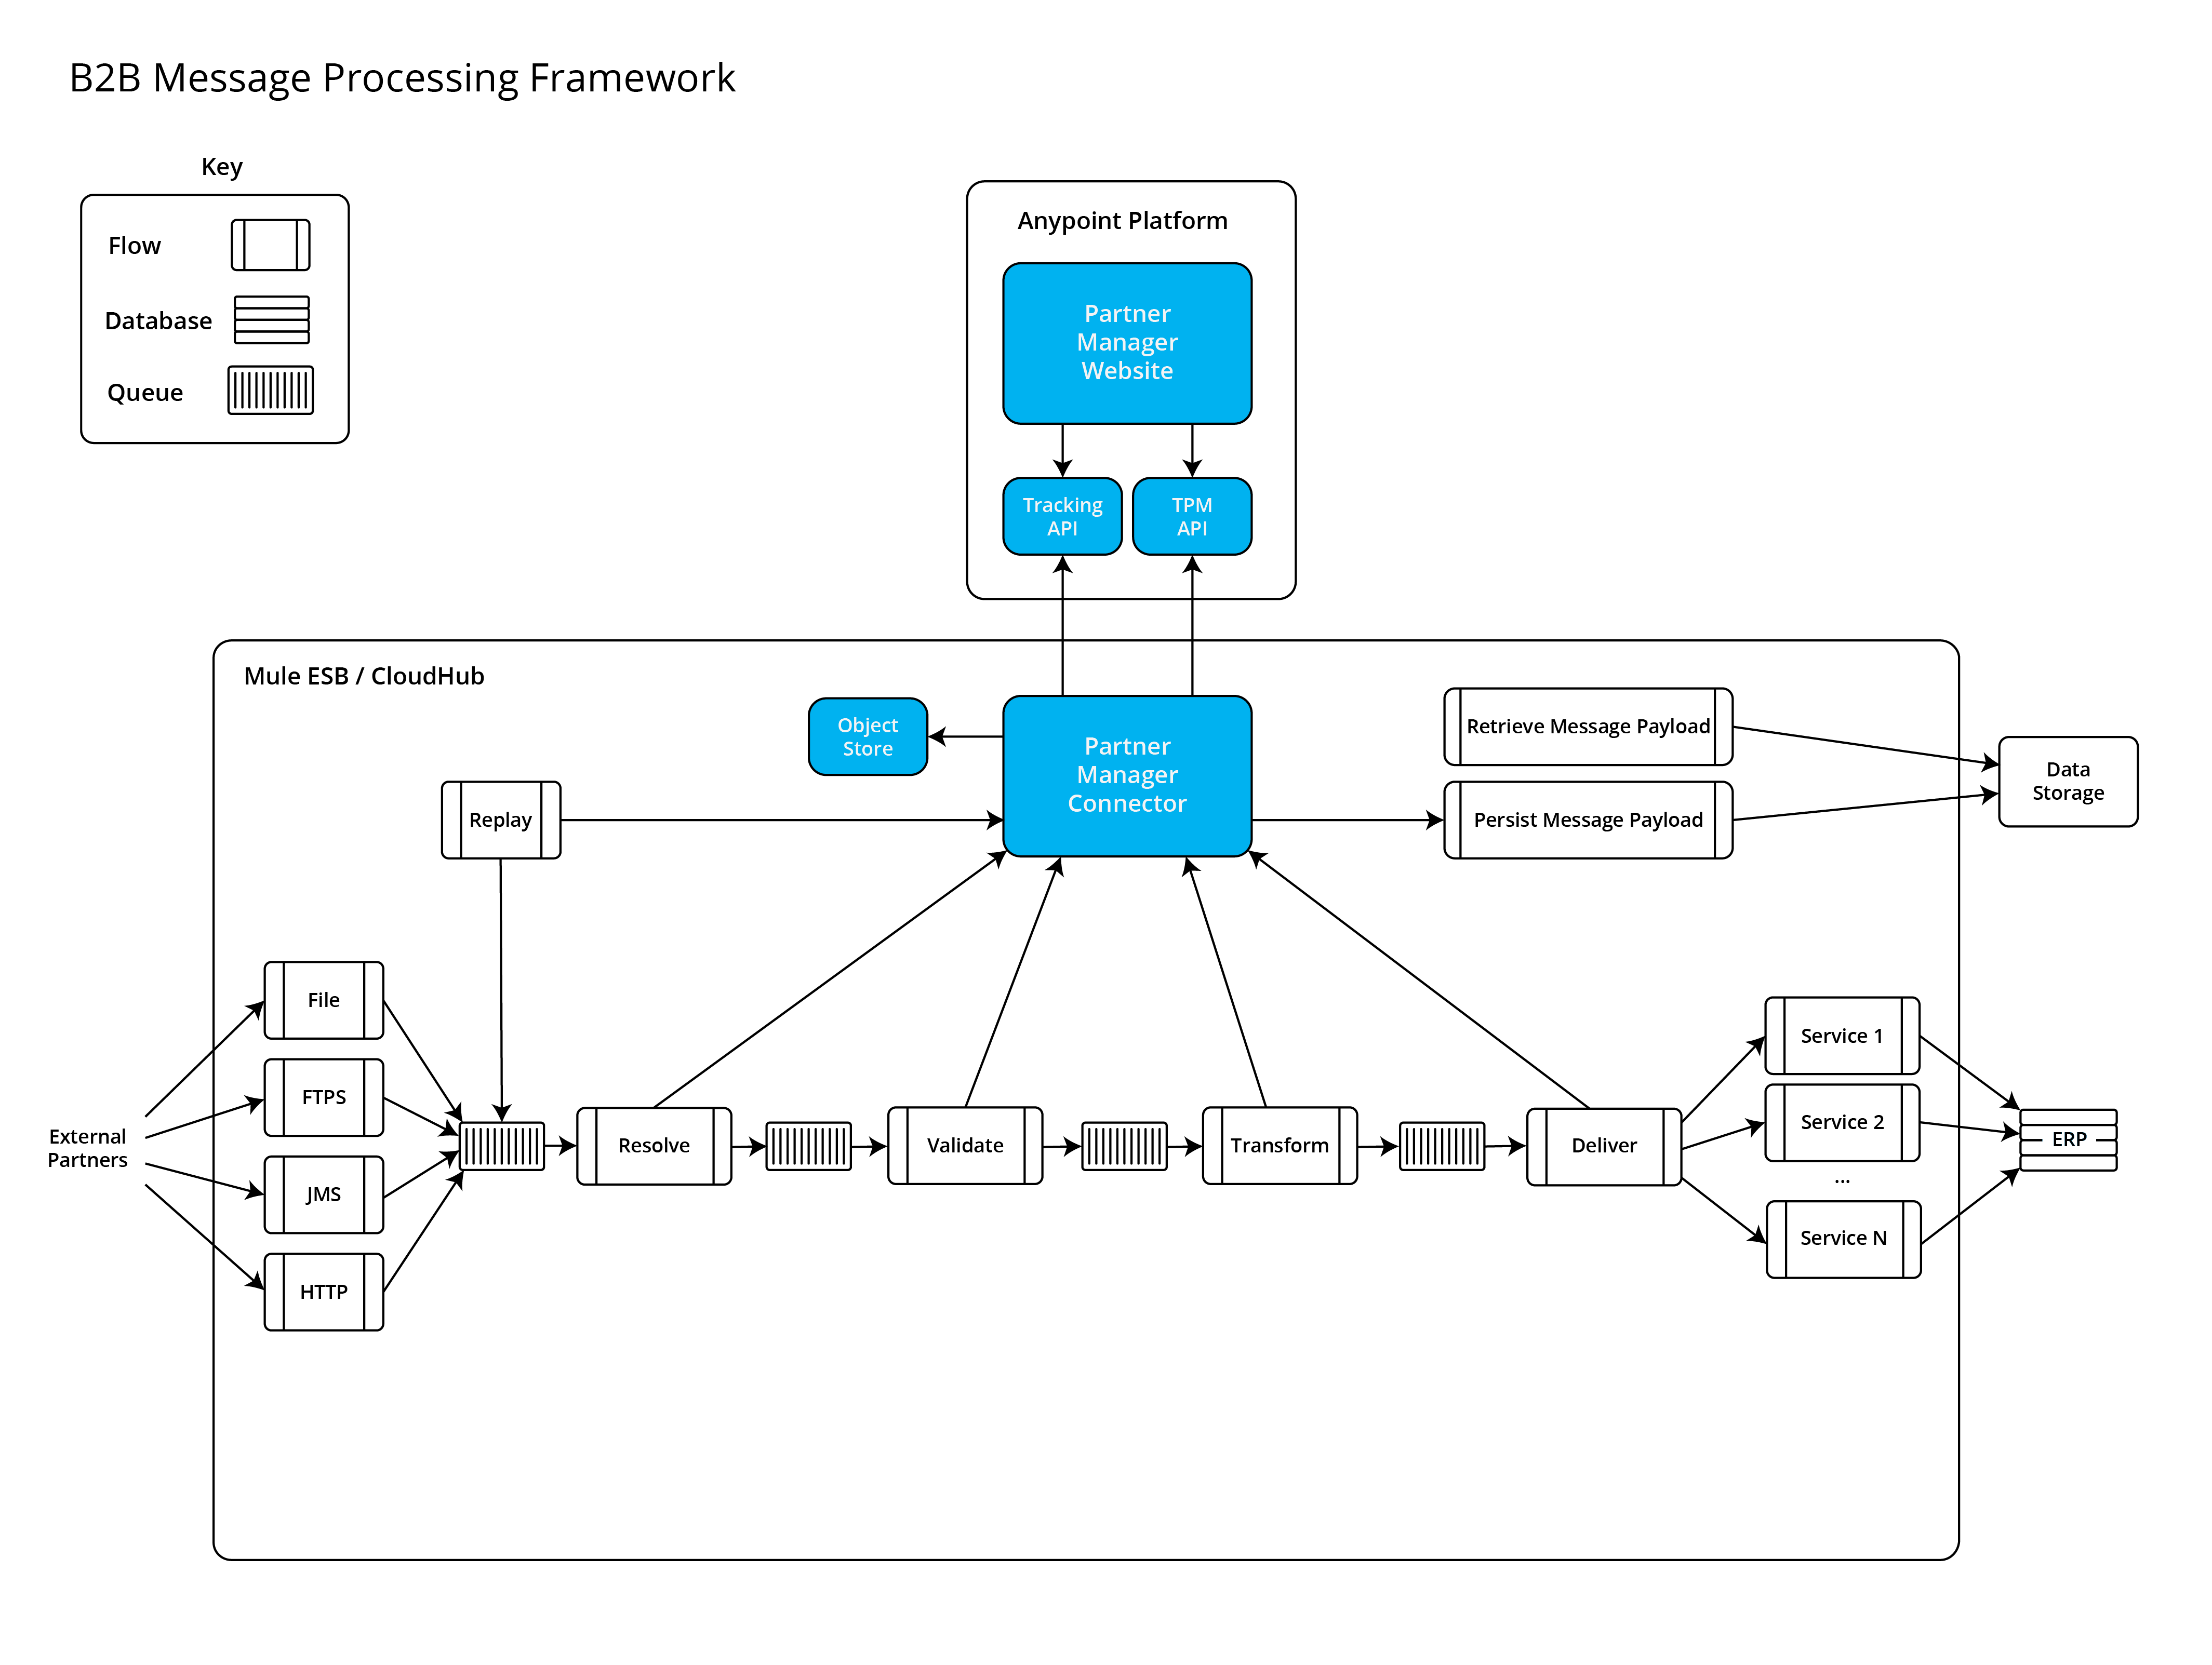 B2B Message Processing Framework
Key
Flow
Database
Queue
Anypoint Platform
Partner
Manager
Website
Tracking
API
TPM
API
Mule ESB / CloudHub
Object
Store
Partner
Manager
Connector
Retrieve Message Payload
Persist Message Payload
Data
Storage
Replay
File
FTPS
JMS
HTTP
External
Partners
Resolve
Validate
Transform
Deliver
Service 1
Service 2
...
Service N
ERP